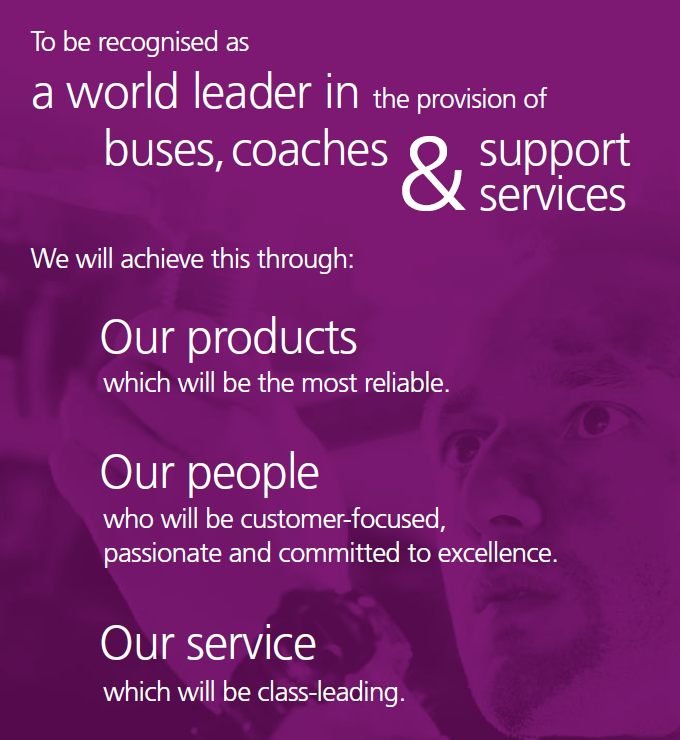 To be recognised as
a world leader in the provision of
buses, coaches & support
services
We will achieve this through:
Our products
which will be the most reliable.
Our people
who will be customer-focused,
passionate and committed to excellence.
Our service
which will be class-leading.